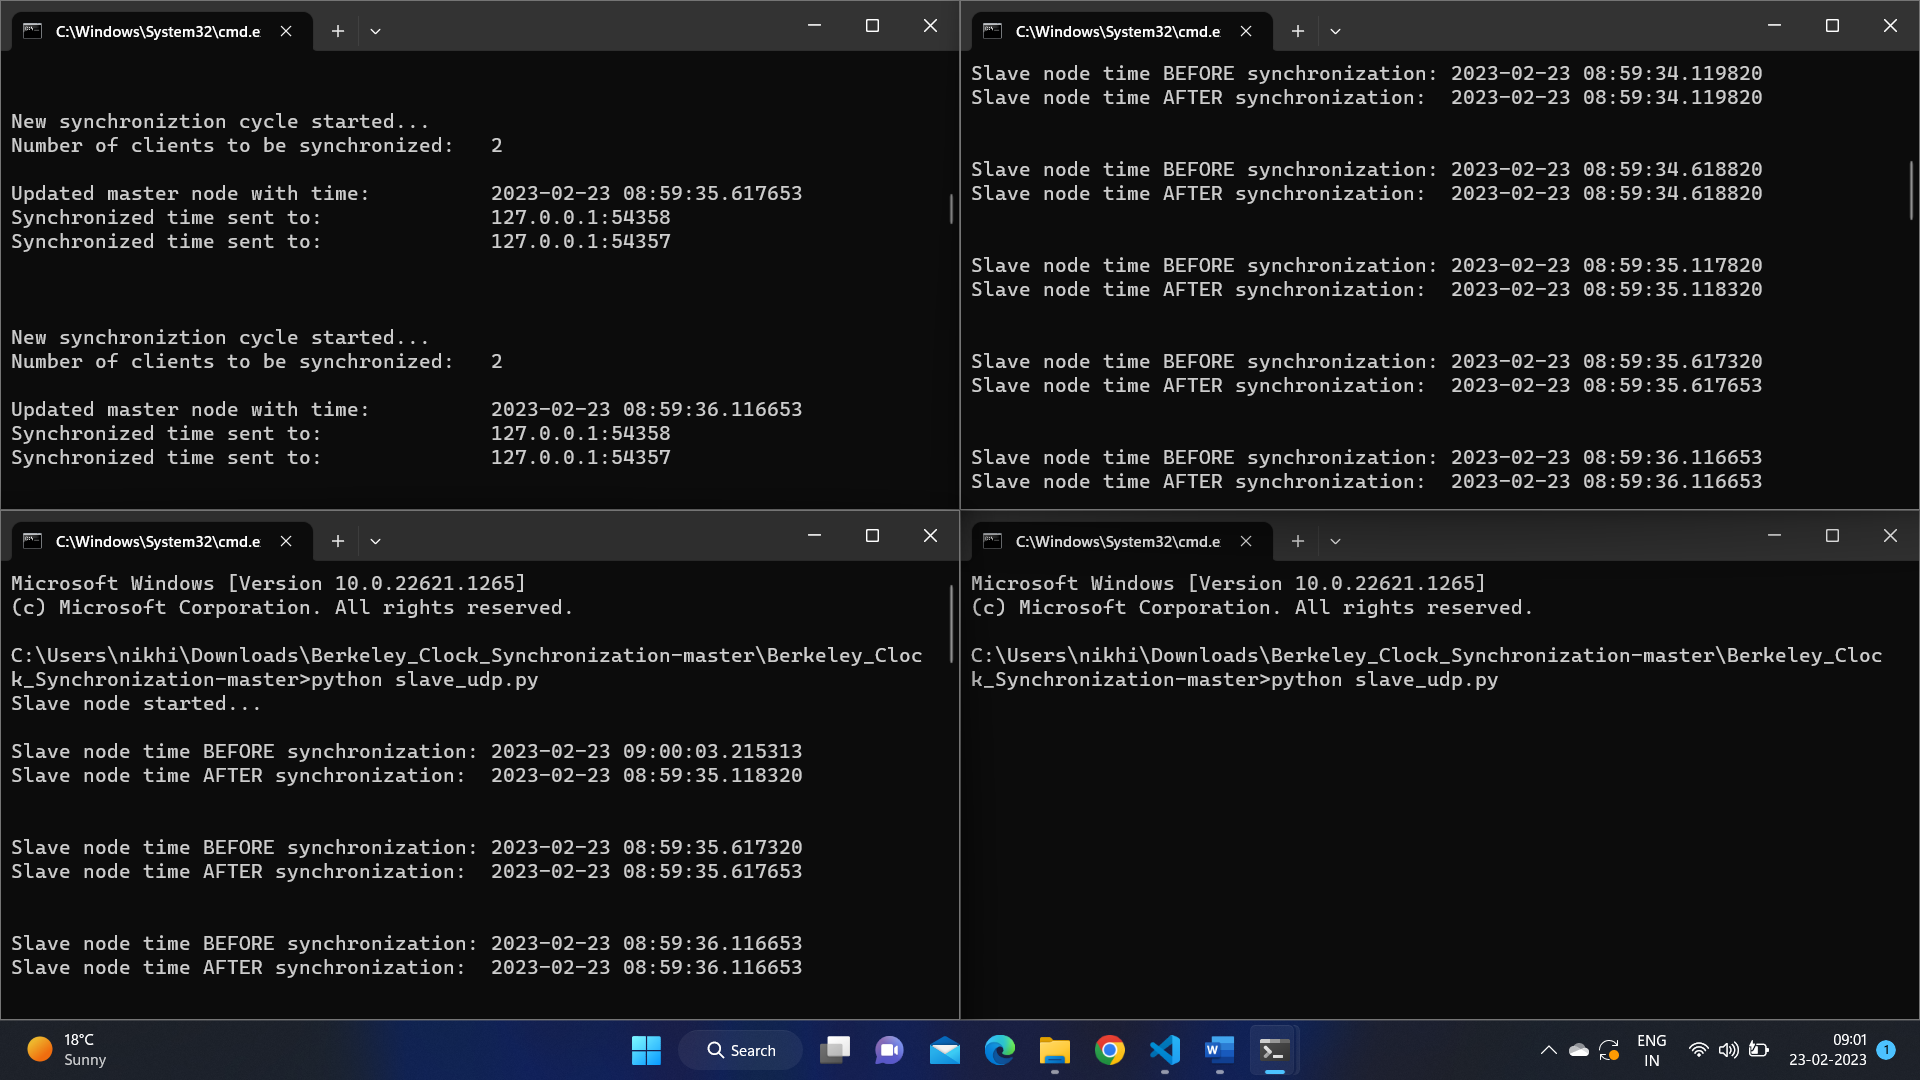 C:\Windows\System32\cmd.e
New synchroniztion cycle started...
Number of clients to be synchronized: 2
Updated master node with time: 2023-02-23 08:59:35.617653
Synchronized time sent to: 127.0.0.1:54358
Synchronized time sent to: 127.0.0.1:54357
New synchroniztion cycle started...
Number of clients to be synchronized: 2
Updated master node with time: 2023-02-23 08:59:36.116653
Synchronized time sent to: 127.0.0.1:54358
Synchronized time sent to: 127.0.0.1:54357
C:\Windows\System32\cmd.e
Slave node time BEFORE synchronization: 2023-02-23 08:59:34.119820
Slave node time AFTER synchronization: 2023-02-23 08:59:34.119820
Slave node time BEFORE synchronization: 2023-02-23 08:59:34.618820
Slave node time AFTER synchronization: 2023-02-23 08:59:34.618820
Slave node time BEFORE synchronization: 2023-02-23 08:59:35.117820
Slave node time AFTER synchronization: 2023-02-23 08:59:35.118320
Slave node time BEFORE synchronization: 2023-02-23 08:59:35.617320
Slave node time AFTER synchronization: 2023-02-23 08:59:35.617653
Slave node time BEFORE synchronization: 2023-02-23 08:59:36.116653
Slave node time AFTER synchronization: 2023-02-23 08:59:36.116653
C:\Windows\System32\cmd.e
Microsoft Windows [Version 10.0.22621.1265]
(c) Microsoft Corporation. All rights reserved.
C:\Users\nikhi\Downloads\Berkeley_Clock_Synchronization-master\Berkeley_Cloc
k_Synchronization-master>python slave_udp.py
Slave node started...
Slave node time BEFORE synchronization: 2023-02-23 09:00:03.215313
Slave node time AFTER synchronization: 2023-02-23 08:59:35.118320
Slave node time BEFORE synchronization: 2023-02-23 08:59:35.617320
Slave node time AFTER synchronization: 2023-02-23 08:59:35.617653
Slave node time BEFORE synchronization: 2023-02-23 08:59:36.116653
Slave node time AFTER synchronization: 2023-02-23 08:59:36.116653
C:\Windows\System32\cmd.e
Microsoft Windows [Version 10.0.22621.1265]
(c) Microsoft Corporation. All rights reserved.
C:\Users\nikhi\Downloads\Berkeley_Clock_Synchronization-master\Berkeley_Cloc
k_Synchronization-master>python slave_udp.py
18°C
Sunny
Search
W
ENG
IN
09:01
23-02-2023
1